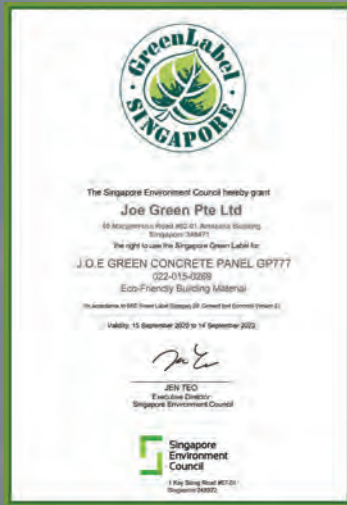 GreenLabel
SINGAPORE
The Singapore Environment Council hereby grant
Joe Green Pte Ltd
Singapore
the right to use the Singapore Green Label for
J.O.E GREEN CONCRETE PANEL GP777
022-015-0269
Eco-Friendly Building Material
Validity: 15 September 2020 to 14 September
JEN TEO
Executive Director
Singapore Environment Council
Singapore
Environment
Council
Singapore